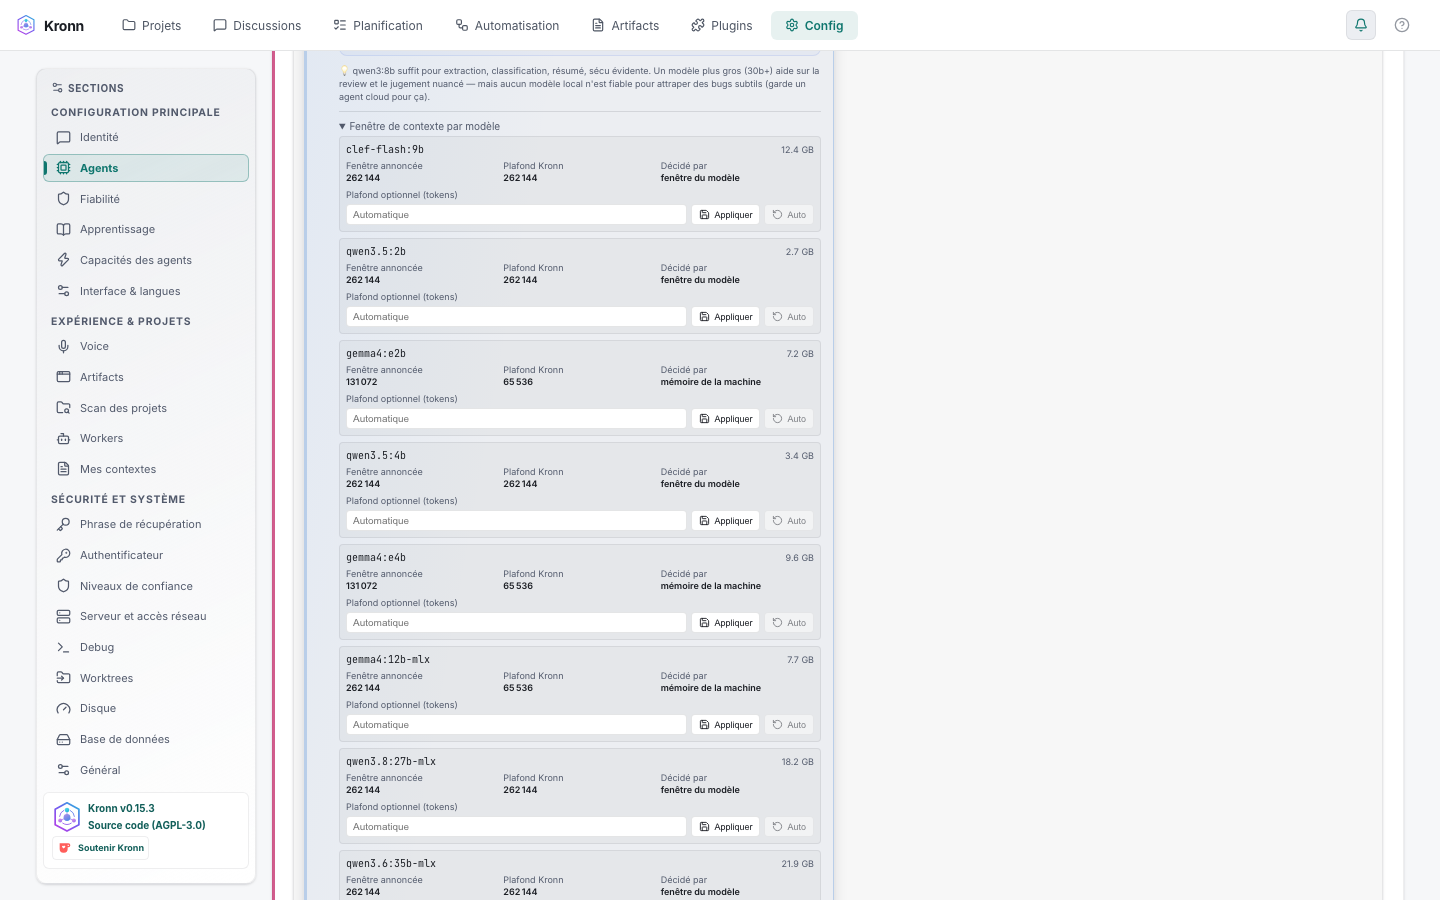 Kronn
Projets
Discussions
Planification
Automatisation
Artifacts
Plugins
Config
SECTIONS
CONFIGURATION PRINCIPALE
Identité
Agents
Fiabilité
Apprentissage
Capacités des agents
Interface & langues
EXPÉRIENCE & PROJETS
Voice
Artifacts
Scan des projets
Workers
Mes contextes
SÉCURITÉ ET SYSTÈME
Phrase de récupération
Authentificateur
Niveaux de confiance
Serveur et accès réseau
Debug
Worktrees
Disque
Base de données
Général
Kronn v0.15.3
Source code (AGPL-3.0)
Soutenir Kronn
💡 qwen3:8b suffit pour extraction, classification, résumé, sécu évidente. Un modèle plus gros (30b+) aide sur la
review et le jugement nuancé — mais aucun modèle local n'est fiable pour attraper des bugs subtils (garde un
agent cloud pour ça).
▼ Fenêtre de contexte par modèle
clef-flash:9b 12.4 GB
Fenêtre annoncée Plafond Kronn Décidé par
262 144 262 144 fenêtre du modèle
Plafond optionnel (tokens)
Automatique Appliquer Auto
qwen3.5:2b 2.7 GB
Fenêtre annoncée Plafond Kronn Décidé par
262 144 262 144 fenêtre du modèle
Plafond optionnel (tokens)
Automatique Appliquer Auto
gemma4:e2b 7.2 GB
Fenêtre annoncée Plafond Kronn Décidé par
131 072 65 536 mémoire de la machine
Plafond optionnel (tokens)
Automatique Appliquer Auto
qwen3.5:4b 3.4 GB
Fenêtre annoncée Plafond Kronn Décidé par
262 144 262 144 fenêtre du modèle
Plafond optionnel (tokens)
Automatique Appliquer Auto
gemma4:e4b 9.6 GB
Fenêtre annoncée Plafond Kronn Décidé par
131 072 65 536 mémoire de la machine
Plafond optionnel (tokens)
Automatique Appliquer Auto
gemma4:12b-mlx 7.7 GB
Fenêtre annoncée Plafond Kronn Décidé par
262 144 65 536 mémoire de la machine
Plafond optionnel (tokens)
Automatique Appliquer Auto
qwen3.8:27b-mlx 18.2 GB
Fenêtre annoncée Plafond Kronn Décidé par
262 144 262 144 fenêtre du modèle
Plafond optionnel (tokens)
Automatique Appliquer Auto
qwen3.6:35b-mlx 21.9 GB
Fenêtre annoncée Plafond Kronn Décidé par
262 144 262 144 fenêtre du modèle